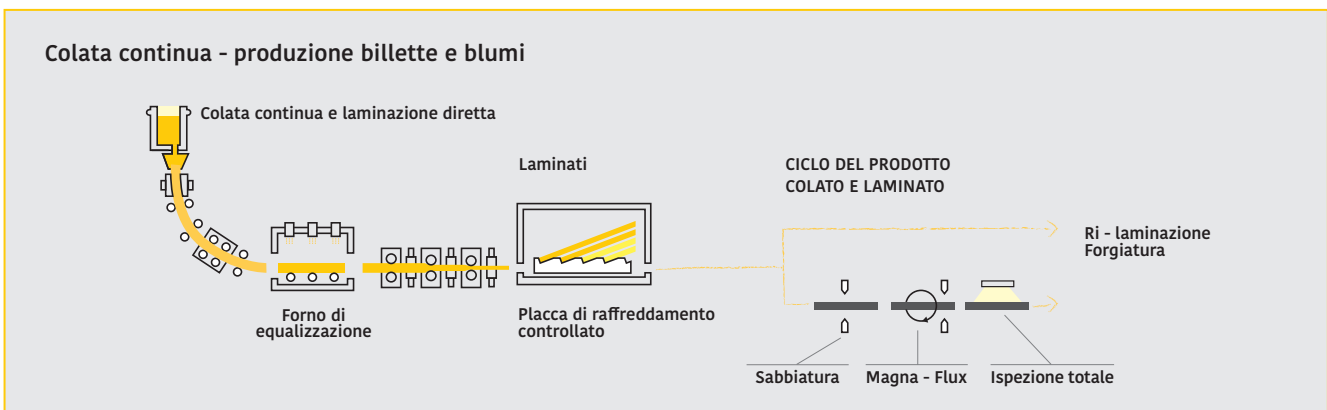 Colata continua - produzione billette e blumi
Colata continua e laminazione diretta
Laminati
CICLO DEL PRODOTTO
COLATO E LAMINATO
Ri - laminazione
Forgiatura
Forno di
equalizzazione
Placca di raffreddamento
controllato
Sabbiatura
Magna - Flux
Ispezione totale